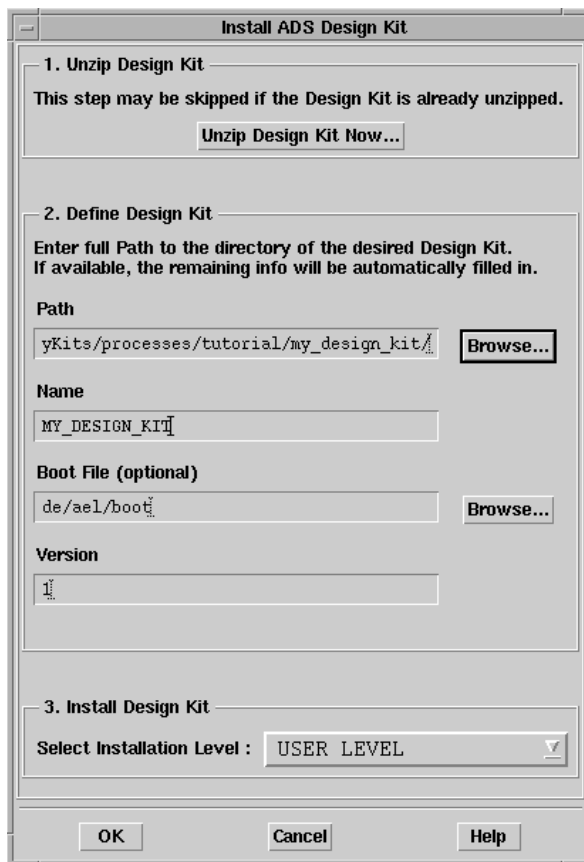 Install ADS Design Kit
1. Unzip Design Kit
This step may be skipped if the Design Kit is already unzipped.
Unzip Design Kit Now...
2. Define Design Kit
Enter full Path to the directory of the desired Design Kit.
If available, the remaining info will be automatically filled in.
Path
yKits/processes/tutorial/my_design_kit/
Browse...
Name
MY_DESIGN_KIT
Boot File (optional)
de/ael/boot
Browse...
Version
1
3. Install Design Kit
Select Installation Level : USER LEVEL
OK Cancel Help